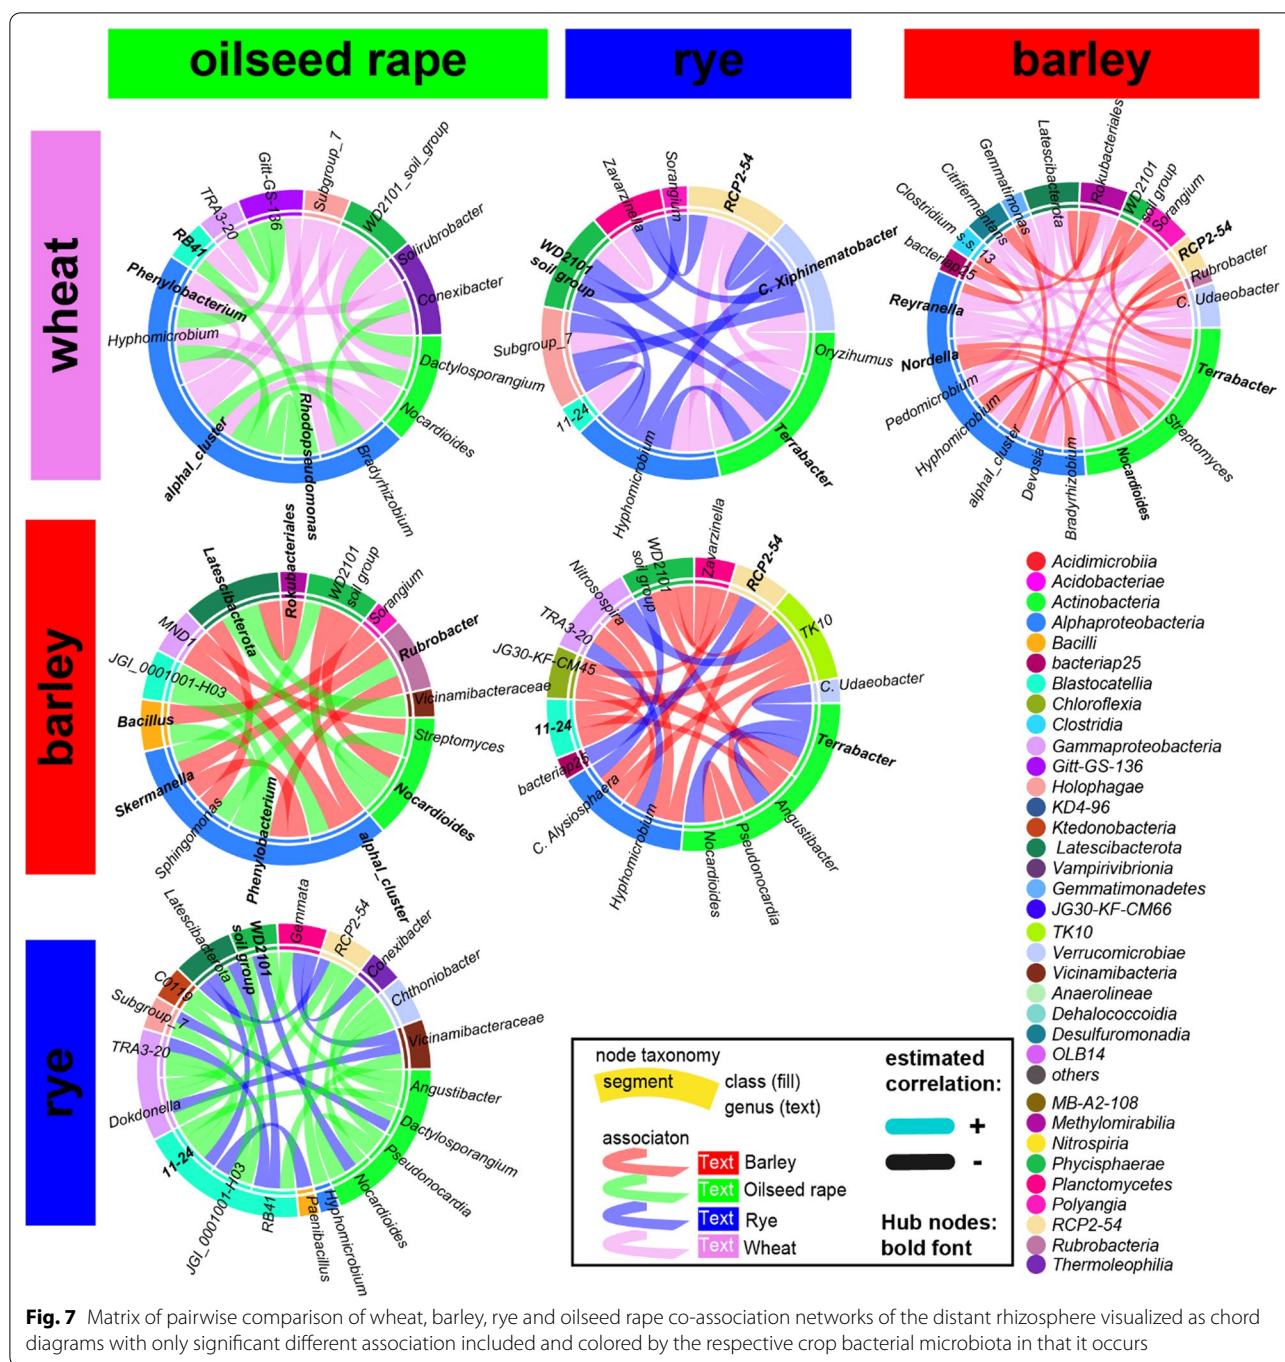 oilseed rape
rye
barley
wheat
barley
rye
RB41
TRA3-20
Gitt-GS-136
Subgroup_7
WD2101_soil_group
Solirubrobacter
Conexibacter
Dactylosporangium
Nocardioides
Bradyrhizobium
Rhodopseudomonas
alphaI_cluster
Hyphomicrobium
Phenylobacterium
WD2101
soil group
Zavarzinella
Sorangium
RCP2-54
C. Xiphinematobacter
Oryzihumus
Terrabacter
Hyphomicrobium
11-24
Subgroup_7
Reyranella
bacteriap25
Clostridium s.s. 13
Citrifermentans
Gemmatimonas
Latescibacterota
Rokubacteriales
WD2101
soil group
Sorangium
RCP2-54
Rubrobacter
C. Udaeobacter
Terrabacter
Streptomyces
Nocardioides
Bradyrhizobium
Devosia
alphaI_cluster
Hyphomicrobium
Pedomicrobium
Nordella
Bacillus
JGI_0001001-H03
MND1
Latescibacterota
Rokubacteriales
WD2101
soil group
Sorangium
Rubrobacter
Vicinamibacteraceae
Streptomyces
Nocardioides
alphaI_cluster
Phenylobacterium
Sphingomonas
Skermanella
11-24
JG30-KF-CM45
TRA3-20
Nitrosospira
WD2101
soil group
Zavarzinella
RCP2-54
TK10
C. Udaeobacter
Terrabacter
Angustibacter
Pseudonocardia
Nocardioides
Hyphomicrobium
C. Alysiosphaera
bacteriap25
TRA3-20
Subgroup_7
C0119
Latescibacterota
WD2101
soil group
Gemmata
RCP2-54
Conexibacter
Chthoniobacter
Vicinamibacteraceae
Angustibacter
Dactylosporangium
Pseudonocardia
Nocardioides
Hyphomicrobium
Paenibacillus
RB41
JGI_0001001-H03
11-24
Dokdonella
node taxonomy
segment
class (fill)
genus (text)
associaton
Text Barley
Text Oilseed rape
Text Rye
Text Wheat
estimated
correlation:
+
-
Hub nodes:
bold font
Acidimicrobiia
Acidobacteriae
Actinobacteria
Alphaproteobacteria
Bacilli
bacteriap25
Blastocatellia
Chloroflexia
Clostridia
Gammaproteobacteria
Gitt-GS-136
Holophagae
KD4-96
Ktedonobacteria
Latescibacterota
Vampirivibrionia
Gemmatimonadetes
JG30-KF-CM66
TK10
Verrucomicrobiae
Vicinamibacteria
Anaerolineae
Dehalococcoidia
Desulfuromonadia
OLB14
others
MB-A2-108
Methylomirabilia
Nitrospiria
Phycisphaerae
Planctomycetes
Polyangia
RCP2-54
Rubrobacteria
Thermoleophilia
Fig. 7 Matrix of pairwise comparison of wheat, barley, rye and oilseed rape co-association networks of the distant rhizosphere visualized as chord
diagrams with only significant different association included and colored by the respective crop bacterial microbiota in that it occurs